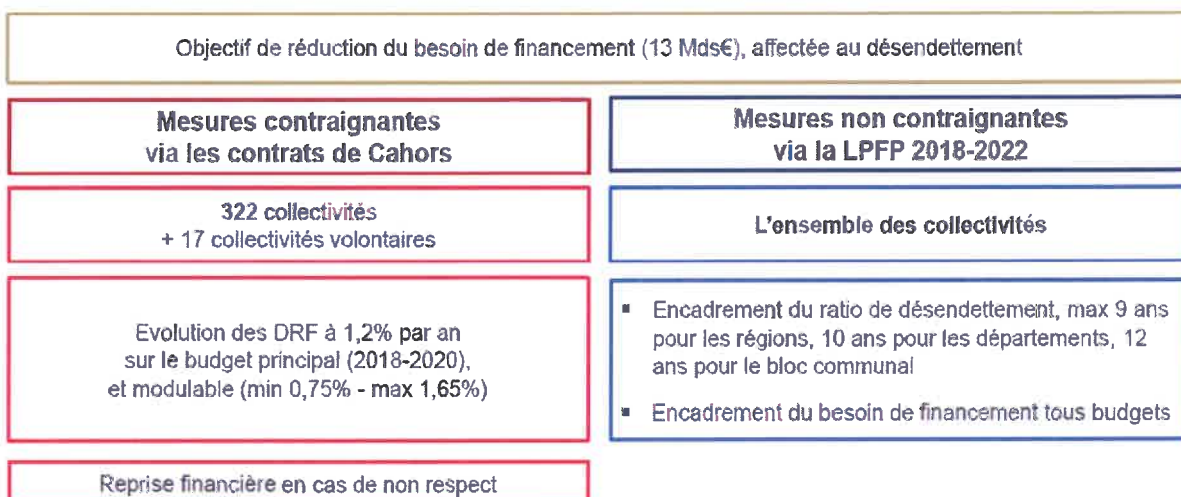 Objectif de réduction du besoin de financement (13 Mds€), affectée au désendettement
Mesures contraignantes
via les contrats de Cahors
322 collectivités
+ 17 collectivités volontaires
Evolution des DRF à 1,2% par an
sur le budget principal (2018-2020),
et modulable (min 0,75% - max 1,65%)
Reprise financière en cas de non respect
Mesures non contraignantes
via la LPFP 2018-2022
L'ensemble des collectivités
▪ Encadrement du ratio de désendettement, max 9 ans
pour les régions, 10 ans pour les départements, 12
ans pour le bloc communal
▪ Encadrement du besoin de financement tous budgets